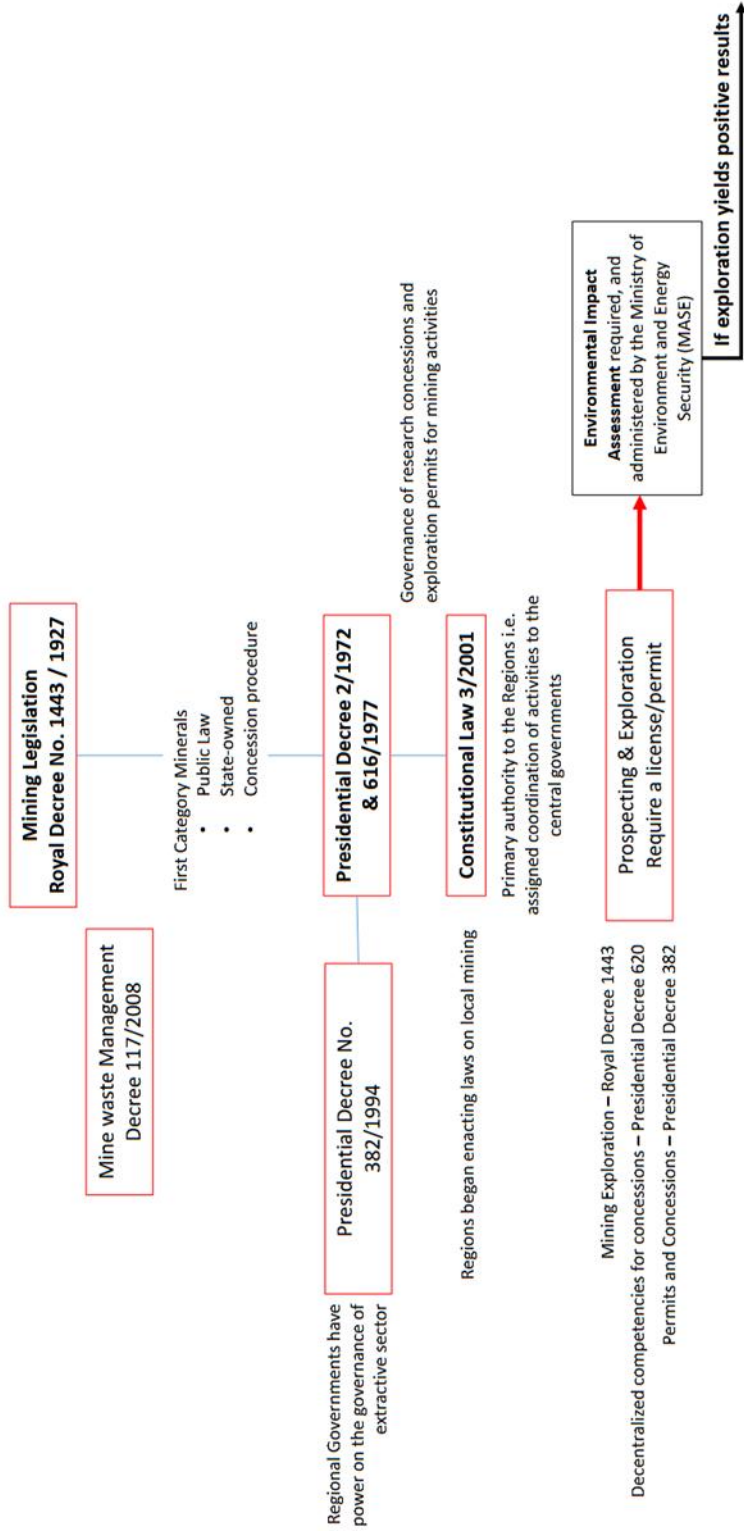 Mining Legislation
Royal Decree No. 1443 / 1927
Mine waste Management
Decree 117/2008
First Category Minerals
• Public Law
• State-owned
• Concession procedure
Regional Governments have
power on the governance of
extractive sector
Presidential Decree No.
382/1994
Presidential Decree 2/1972
& 616/1977
Governance of research concessions and
exploration permits for mining activities
Regions began enacting laws on local mining
Constitutional Law 3/2001
Primary authority to the Regions i.e.
assigned coordination of activities to the
central governments
Mining Exploration – Royal Decree 1443
Decentralized competencies for concessions – Presidential Decree 620
Permits and Concessions – Presidential Decree 382
Prospecting & Exploration
Require a license/permit
Environmental Impact
Assessment required, and
administered by the Ministry of
Environment and Energy
Security (MASE)
If exploration yields positive results